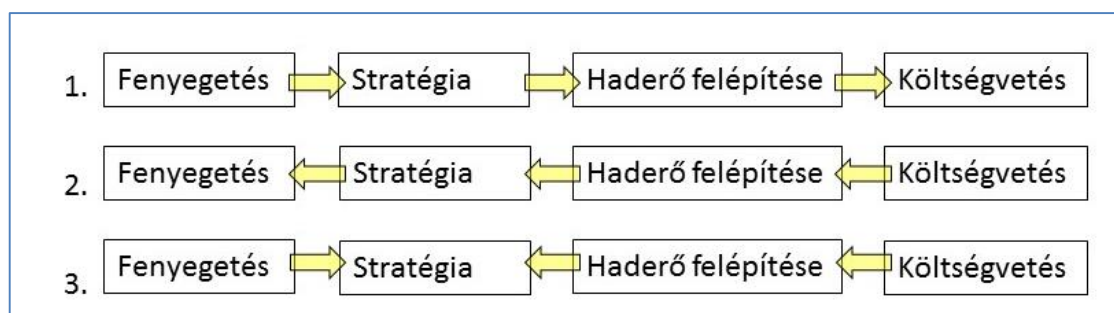 1. Fenyegetés Stratégia Haderő felépítése Költségvetés
2. Fenyegetés Stratégia Haderő felépítése Költségvetés
3. Fenyegetés Stratégia Haderő felépítése Költségvetés